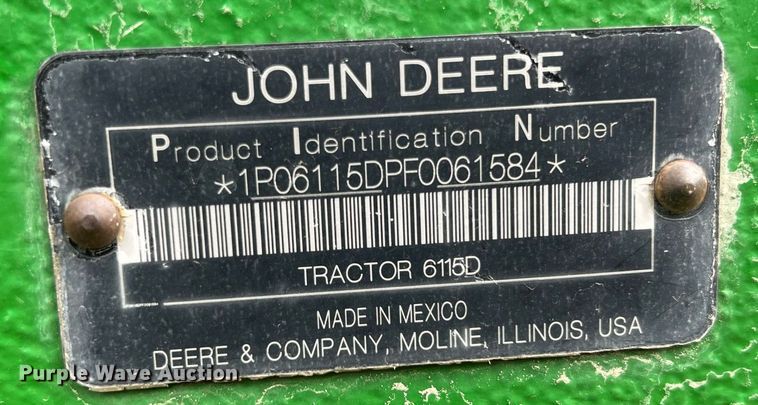 JOHN DEERE
Product Identification Number
*1P06115DPF0061584*
TRACTOR 6115D
MADE IN MEXICO
DEERE & COMPANY, MOLINE, ILLINOIS, USA
Purple Wave Auction